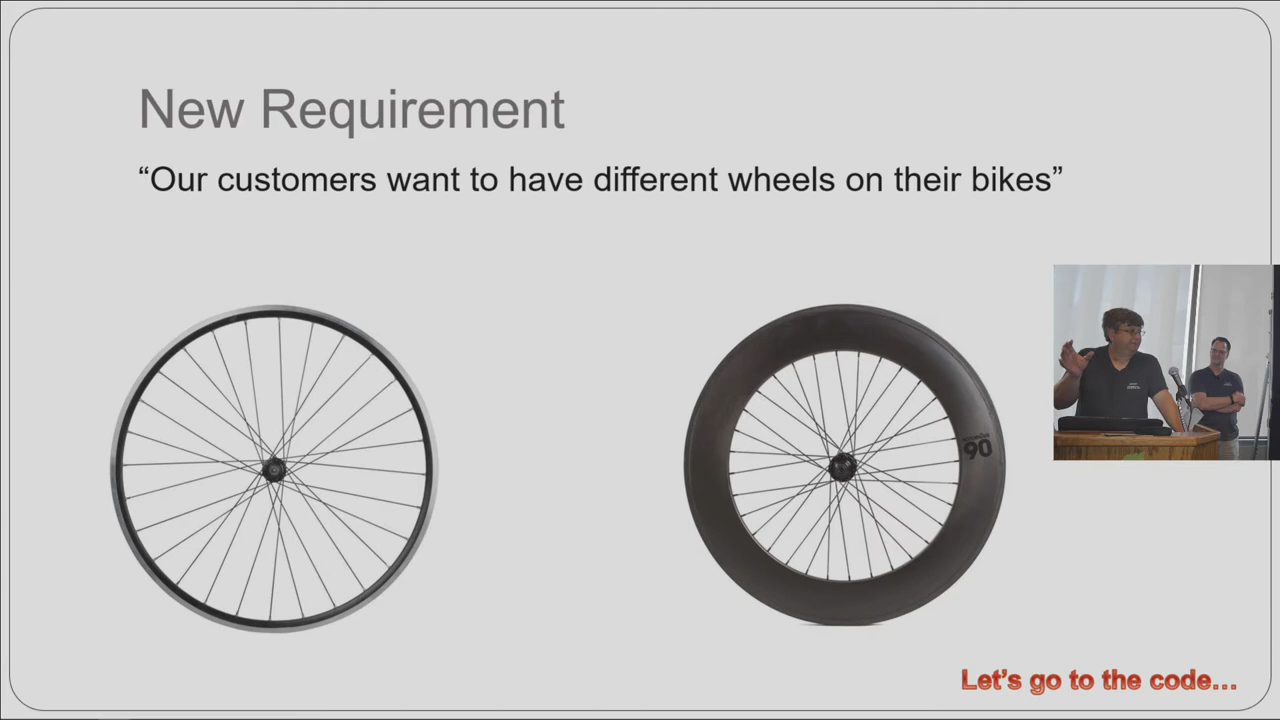 New Requirement
“Our customers want to have different wheels on their bikes”
90
Let's go to the code...